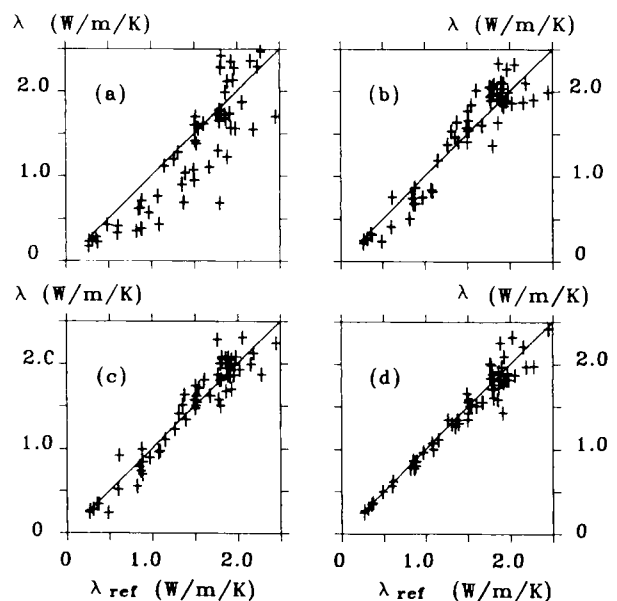 λ (W/m/K) λ (W/m/K)
2.0 (a) (b) 2.0
1.0 1.0
0 0
λ (W/m/K) λ (W/m/K)
2.0 (c) (d) 2.0
1.0 1.0
0 0
0 1.0 2.0 0 1.0 2.0
λ ref (W/m/K) λ ref (W/m/K)